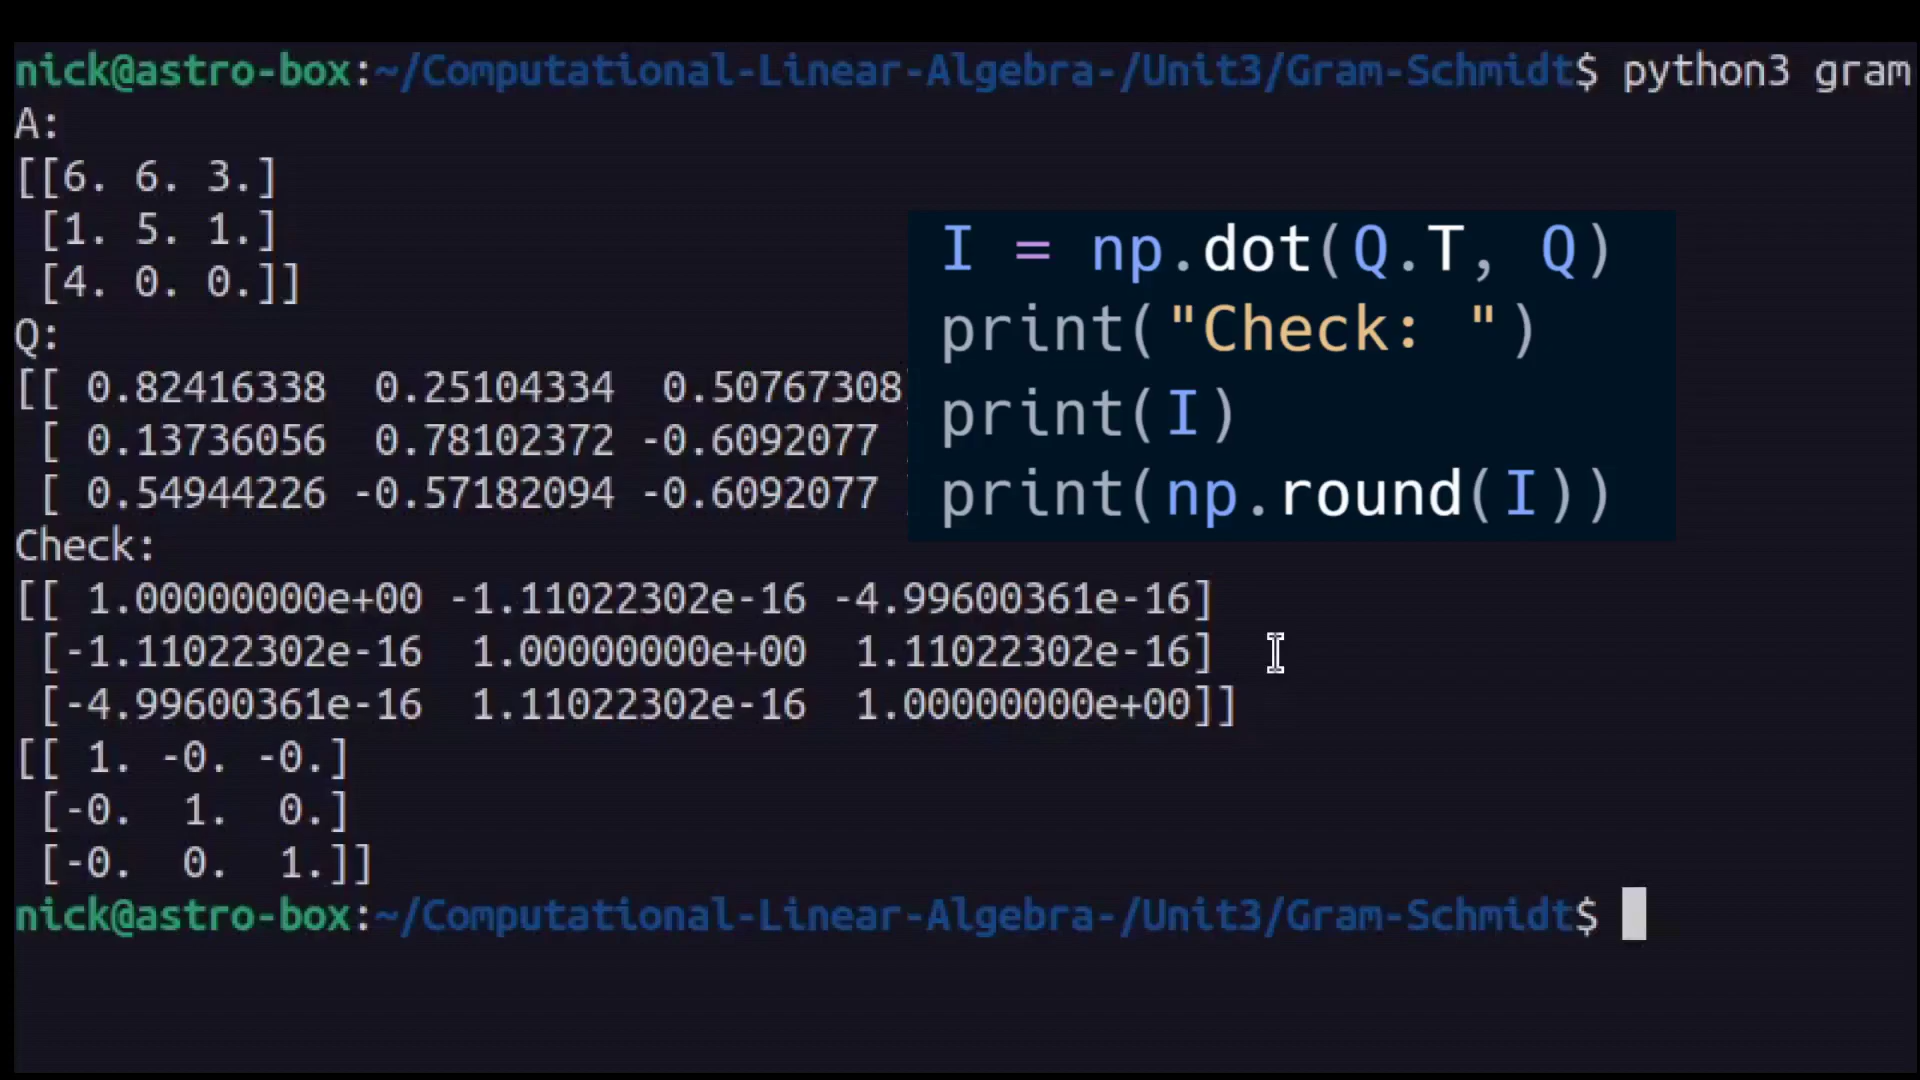 nick@astro-box:~/Computational-Linear-Algebra-/Unit3/Gram-Schmidt$ python3 gram
A:
[[6. 6. 3.]
[1. 5. 1.]
[4. 0. 0.]]
Q:
[[ 0.82416338 0.25104334 0.50767308
[ 0.13736056 0.78102372 -0.6092077
[ 0.54944226 -0.57182094 -0.6092077
I = np.dot(Q.T, Q)
print("Check: ")
print(I)
print(np.round(I))
Check:
[[ 1.00000000e+00 -1.11022302e-16 -4.99600361e-16]
[-1.11022302e-16 1.00000000e+00 1.11022302e-16]
[-4.99600361e-16 1.11022302e-16 1.00000000e+00]]
[[ 1. -0. -0.]
[-0. 1. 0.]
[-0. 0. 1.]]
nick@astro-box:~/Computational-Linear-Algebra-/Unit3/Gram-Schmidt$